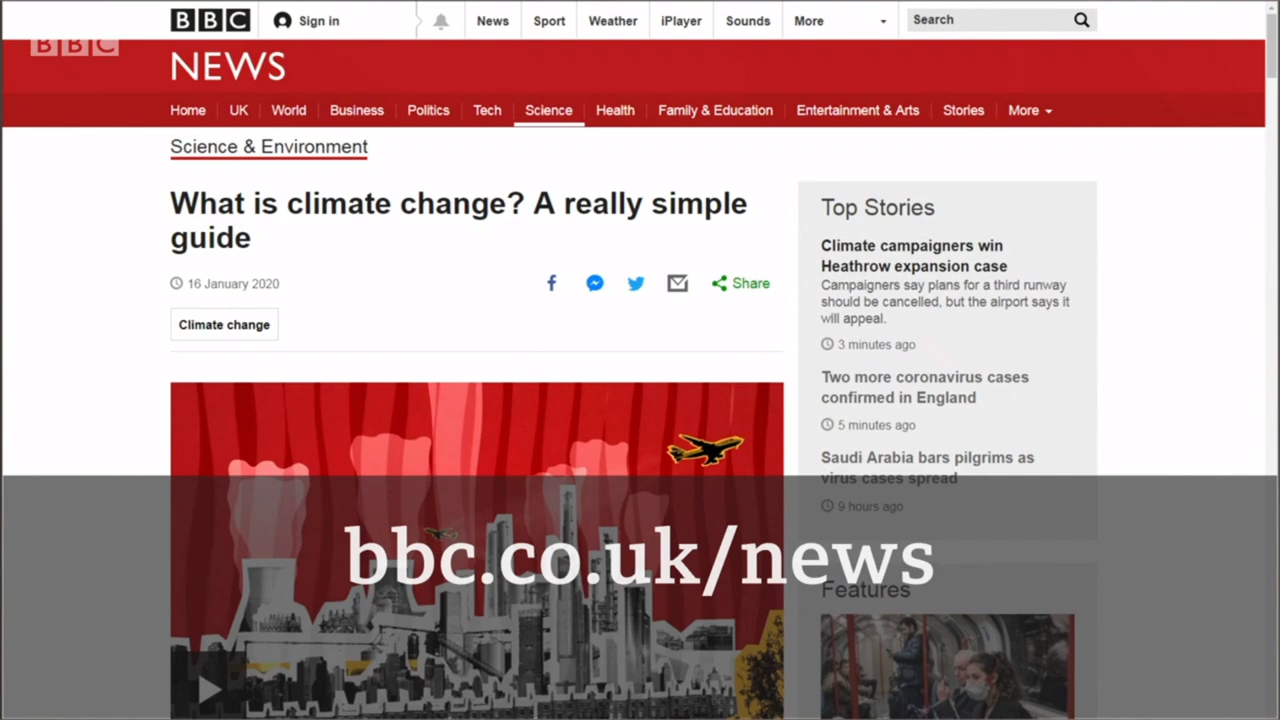 BBC
Sign in
News
Sport
Weather
iPlayer
Sounds
More
Search
BBC
NEWS
Home
UK
World
Business
Politics
Tech
Science
Health
Family & Education
Entertainment & Arts
Stories
More
Science & Environment
What is climate change? A really simple
guide
16 January 2020
Share
Climate change
Top Stories
Climate campaigners win
Heathrow expansion case
Campaigners say plans for a third runway
should be cancelled, but the airport says it
will appeal.
3 minutes ago
Two more coronavirus cases
confirmed in England
5 minutes ago
Saudi Arabia bars pilgrims as
virus cases spread
9 hours ago
bbc.co.uk/news
Features